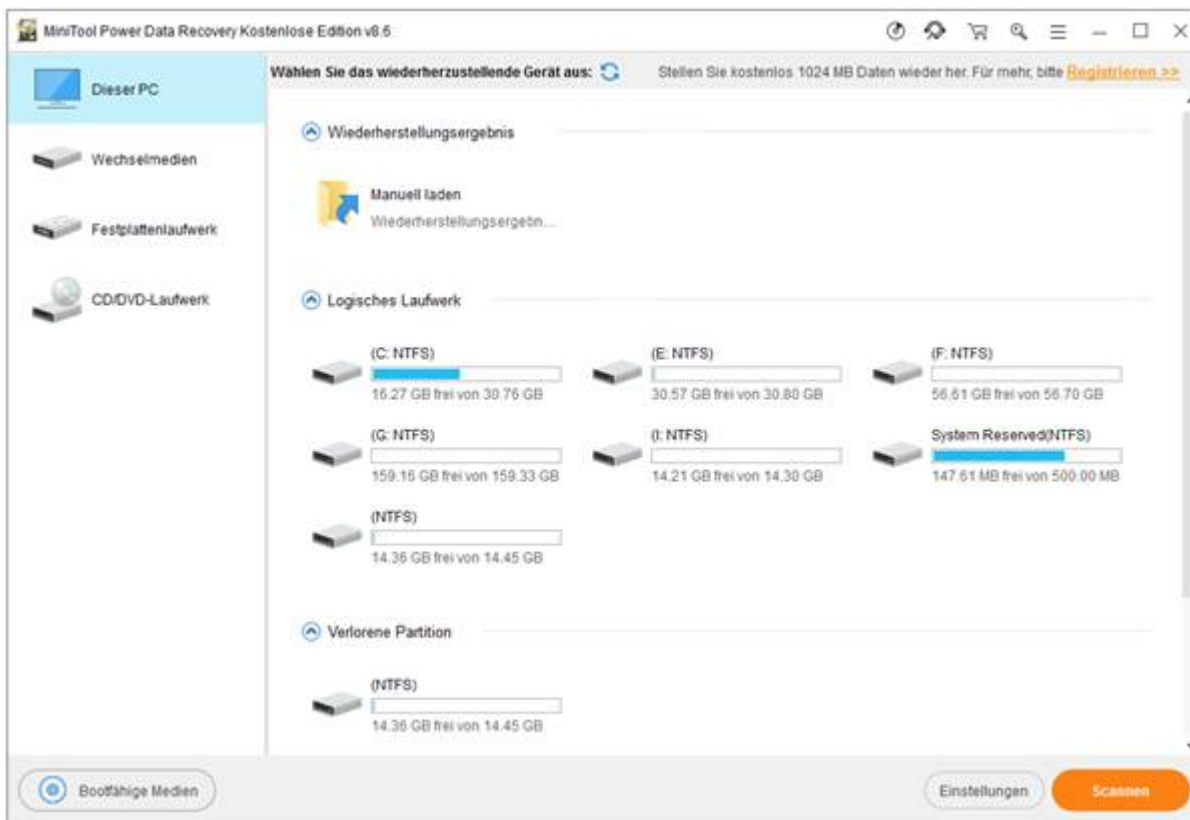 MiniTool Power Data Recovery Kostenlose Edition v8.6
Wählen Sie das wiederherzustellende Gerät aus: Stellen Sie kostenlos 1024 MB Daten wieder her. Für mehr, bitte Registrieren >>
Dieser PC
Wechselmedien
Festplattenlaufwerk
CD/DVD-Laufwerk
Wiederherstellungsergebnis
Manuell laden
Wiederherstellungsergebn...
Logisches Laufwerk
(C: NTFS) (E: NTFS) (F: NTFS)
16.27 GB frei von 30.76 GB 30.57 GB frei von 30.80 GB 56.61 GB frei von 56.70 GB
(G: NTFS) (I: NTFS) System Reserved(NTFS)
159.16 GB frei von 159.33 GB 14.21 GB frei von 14.30 GB 147.61 MB frei von 500.00 MB
(NTFS)
14.36 GB frei von 14.45 GB
Verlorene Partition
(NTFS)
14.36 GB frei von 14.45 GB
Bootfähige Medien Einstellungen Scannen